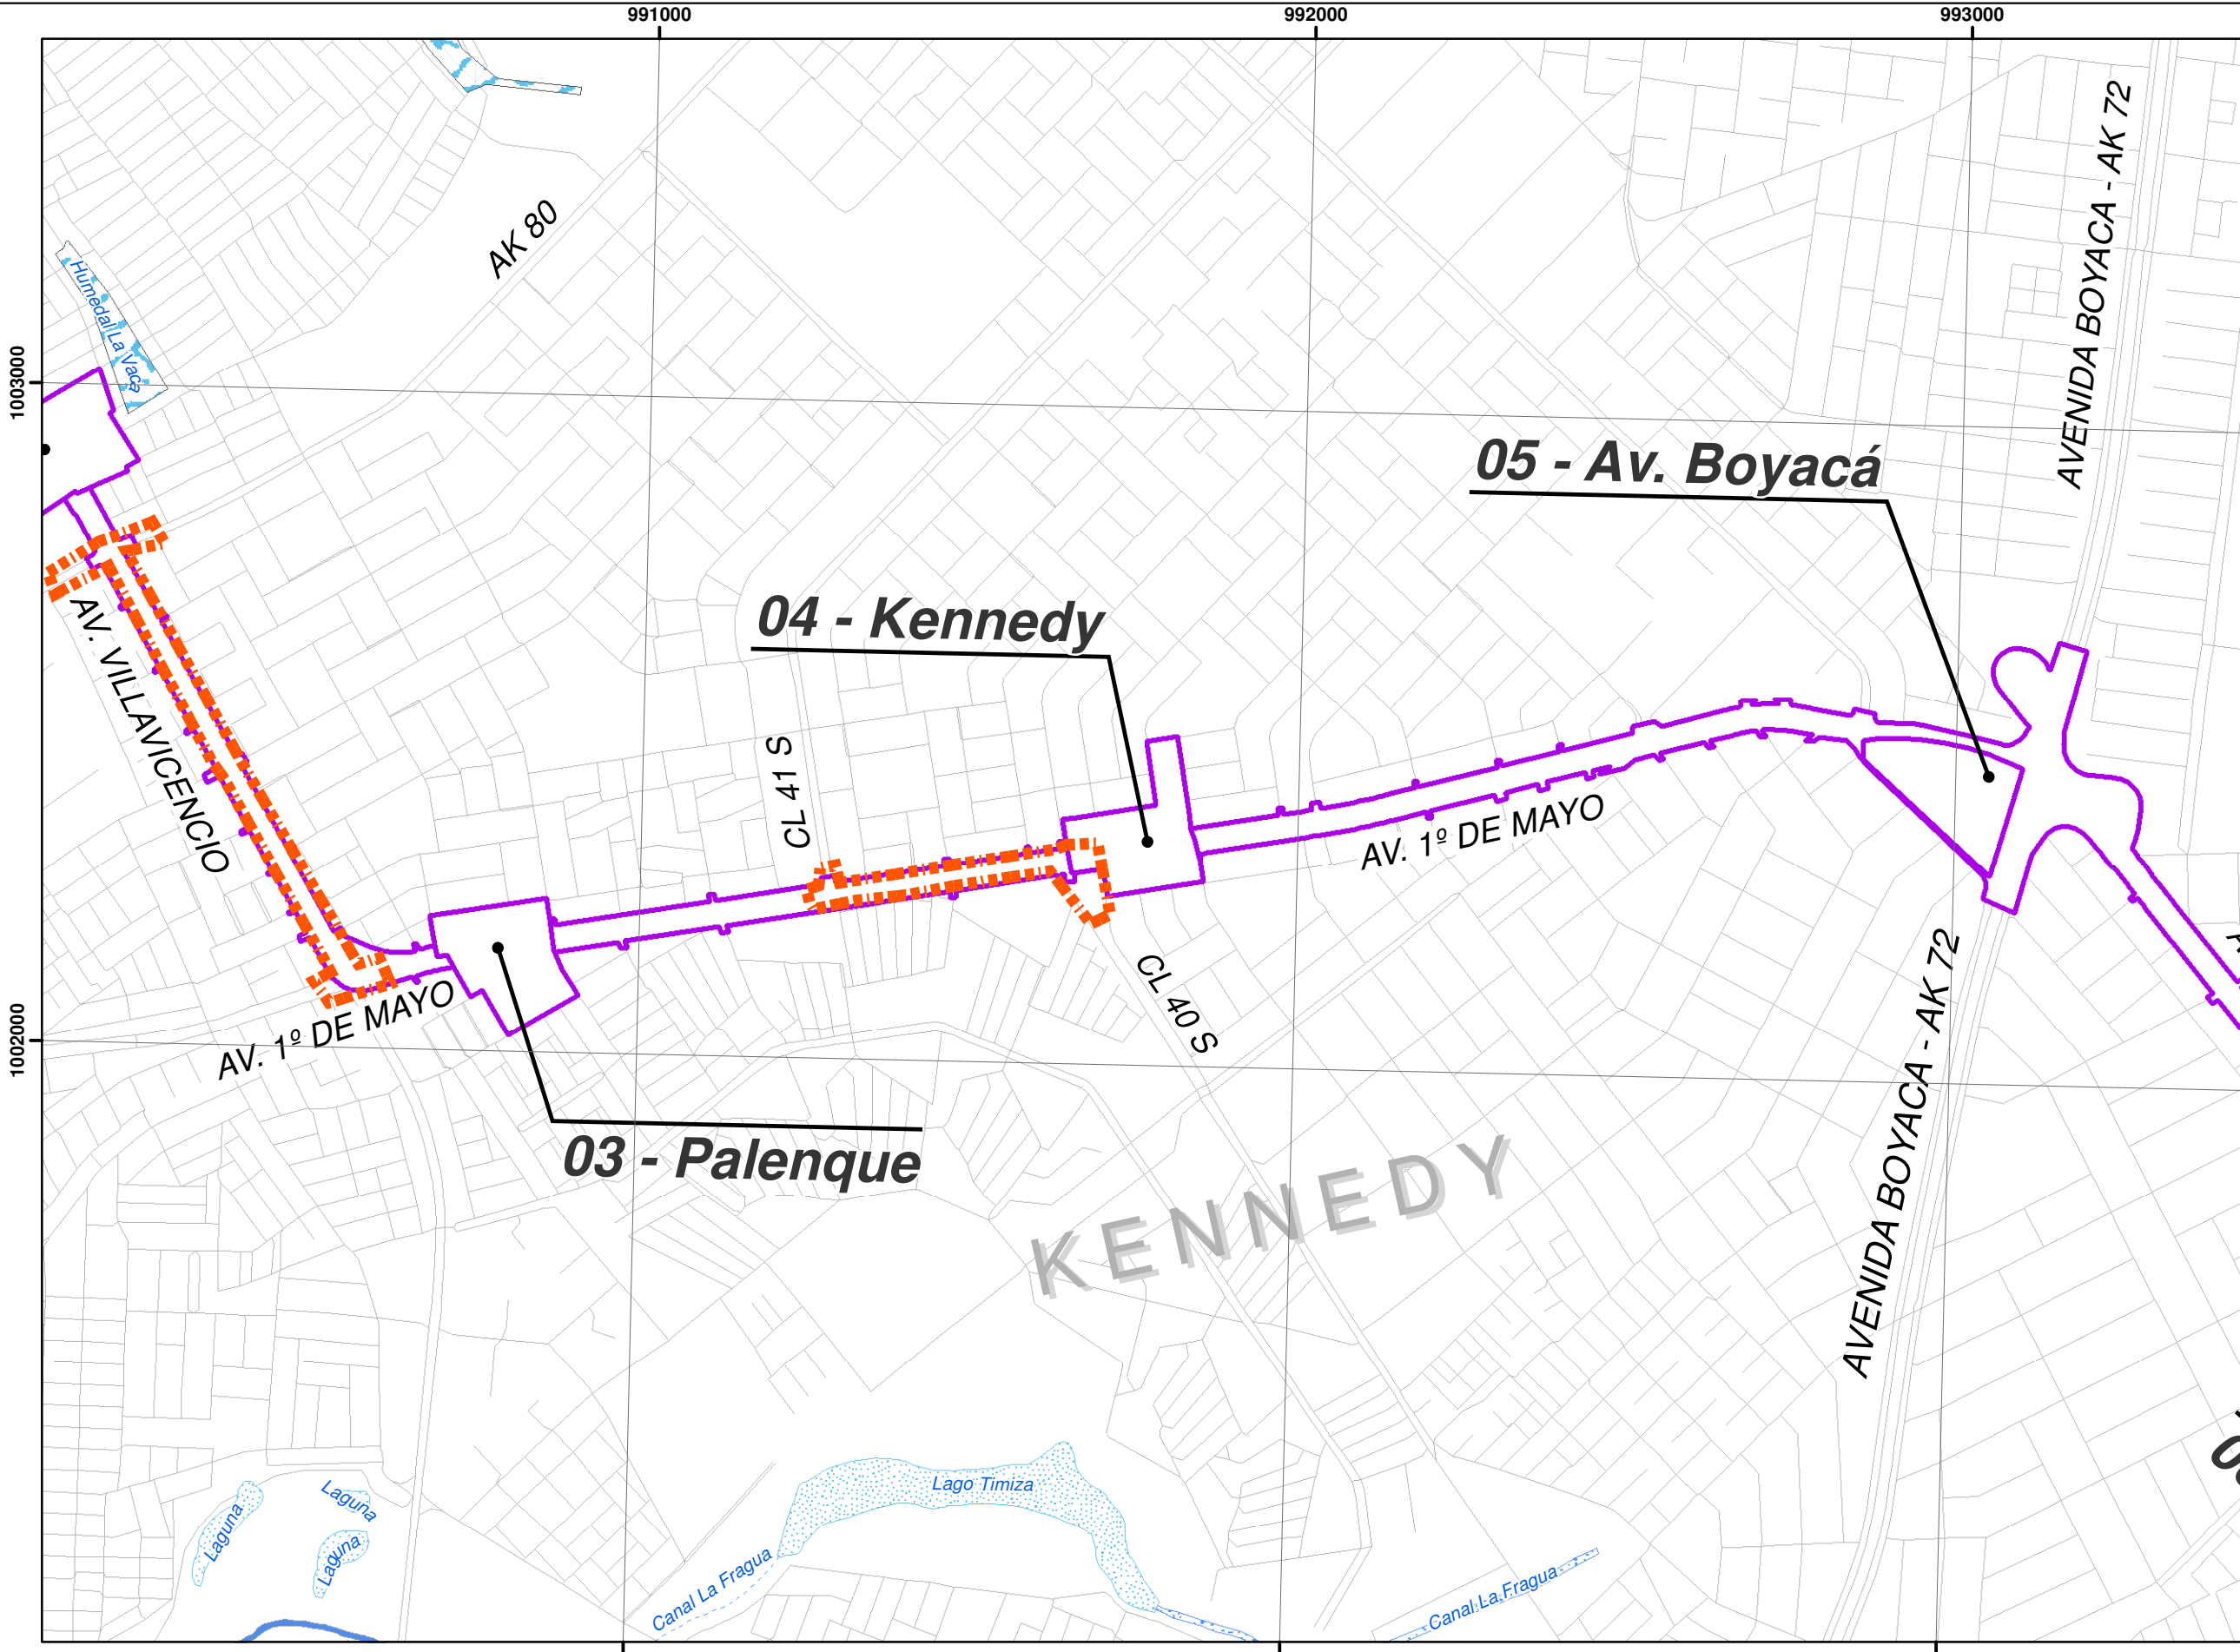 991000
992000
993000
1003000
1002000
AK 80
AVENIDA BOYACA - AK 72
Humedal La Vaca
05 - Av. Boyacá
04 - Kennedy
AV. VILLAVICENCIO
CL 41 S
AV. 1º DE MAYO
AV. 1º DE MAYO
CL 40 S
AVENIDA BOYACA - AK 72
03 - Palenque
KENNEDY
Lago Timiza
Laguna
Laguna
Laguna
Canal La Fragua
Canal La Fragua